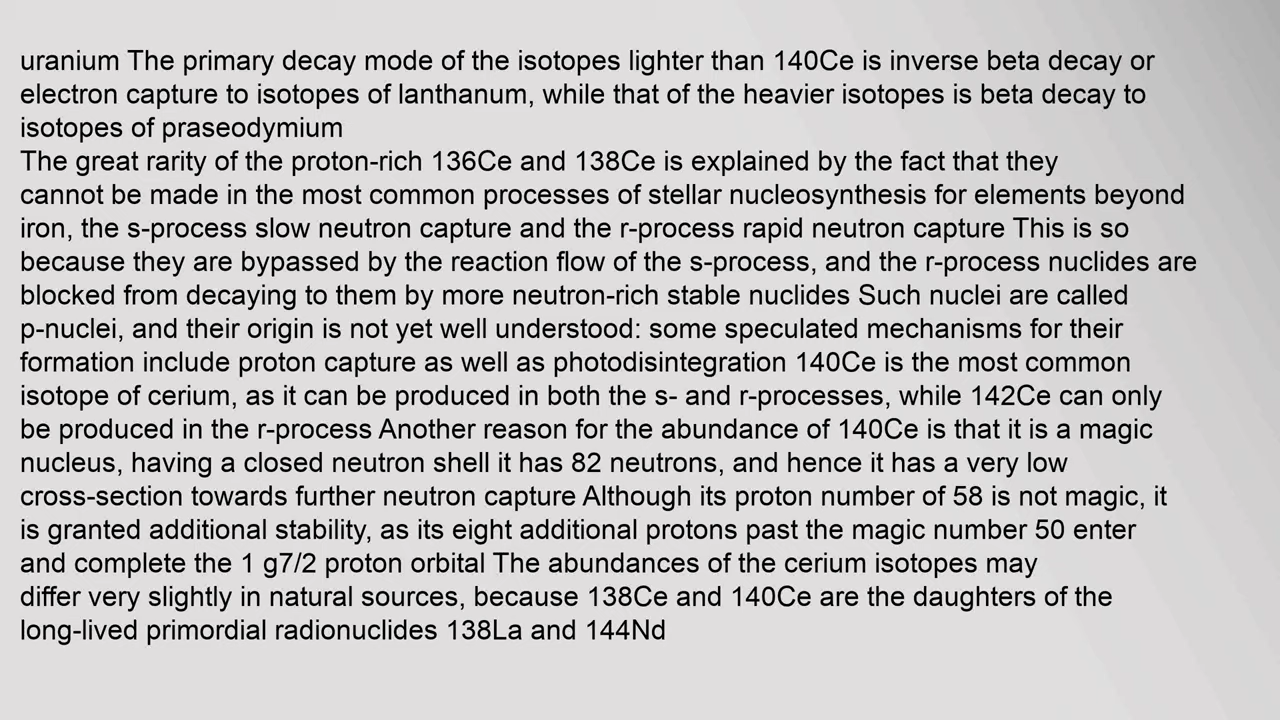 uranium The primary decay mode of the isotopes lighter than 140Ce is inverse beta decay or
electron capture to isotopes of lanthanum, while that of the heavier isotopes is beta decay to
isotopes of praseodymium
The great rarity of the proton-rich 136Ce and 138Ce is explained by the fact that they
cannot be made in the most common processes of stellar nucleosynthesis for elements beyond
iron, the s-process slow neutron capture and the r-process rapid neutron capture This is so
because they are bypassed by the reaction flow of the s-process, and the r-process nuclides are
blocked from decaying to them by more neutron-rich stable nuclides Such nuclei are called
p-nuclei, and their origin is not yet well understood: some speculated mechanisms for their
formation include proton capture as well as photodisintegration 140Ce is the most common
isotope of cerium, as it can be produced in both the s- and r-processes, while 142Ce can only
be produced in the r-process Another reason for the abundance of 140Ce is that it is a magic
nucleus, having a closed neutron shell it has 82 neutrons, and hence it has a very low
cross-section towards further neutron capture Although its proton number of 58 is not magic, it
is granted additional stability, as its eight additional protons past the magic number 50 enter
and complete the 1 g7/2 proton orbital The abundances of the cerium isotopes may
differ very slightly in natural sources, because 138Ce and 140Ce are the daughters of the
long-lived primordial radionuclides 138La and 144Nd